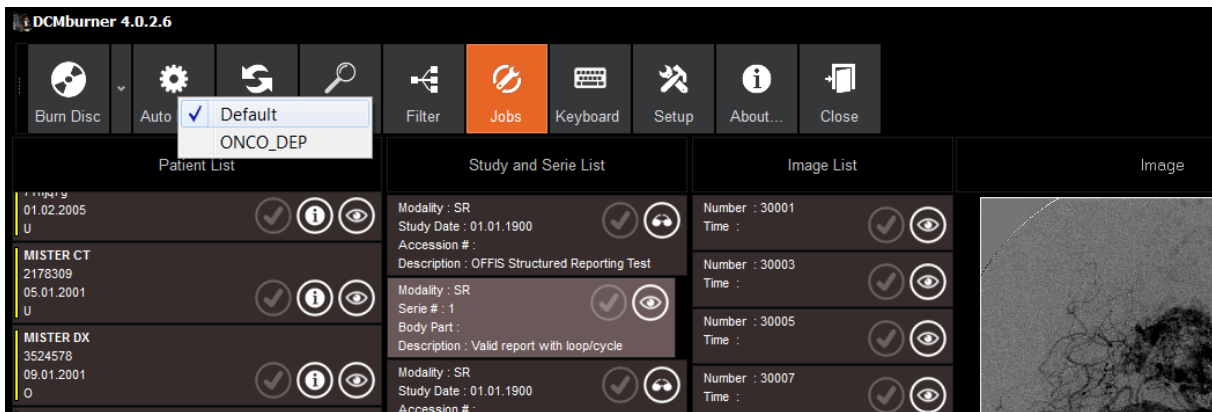 DCMburner 4.0.2.6
Burn Disc
Auto
Filter
Jobs
Keyboard
Setup
About...
Close
Default
ONCO_DEP
Patient List
Study and Serie List
Image List
Image
01.02.2005
U
MISTER CT
2178309
05.01.2001
U
MISTER DX
3524578
09.01.2001
O
Modality : SR
Study Date : 01.01.1900
Accession # :
Description : OFFIS Structured Reporting Test
Modality : SR
Serie # : 1
Body Part :
Description : Valid report with loop/cycle
Modality : SR
Study Date : 01.01.1900
Accession # :
Number : 30001
Time :
Number : 30003
Time :
Number : 30005
Time :
Number : 30007
Time :